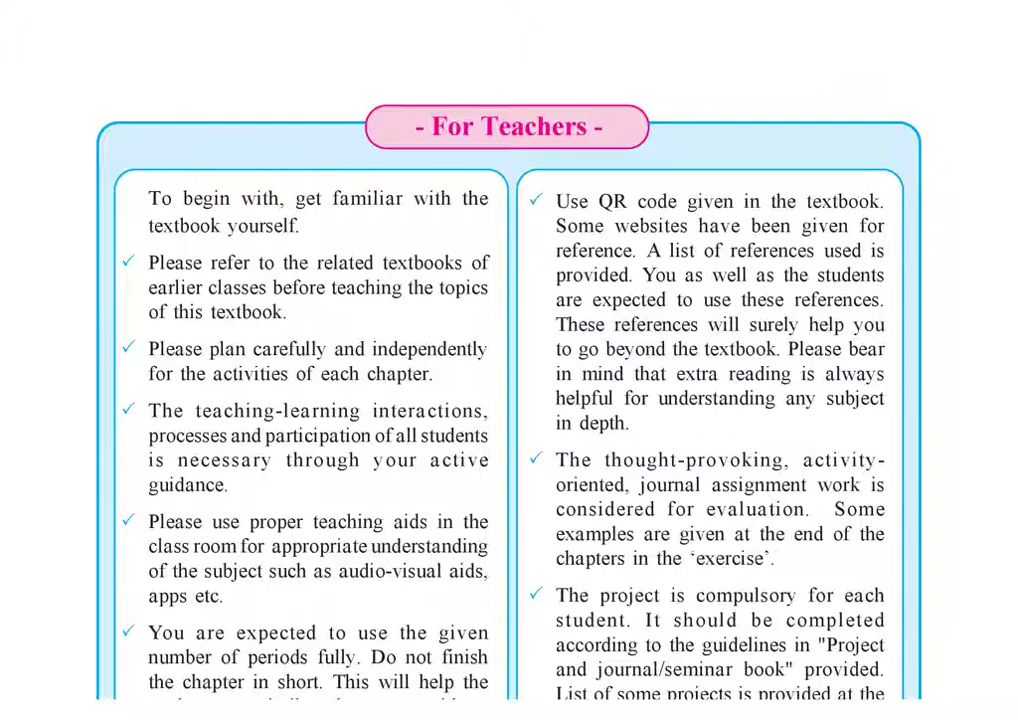 - For Teachers -
To begin with, get familiar with the
textbook yourself.
✓ Please refer to the related textbooks of
earlier classes before teaching the topics
of this textbook.
✓ Please plan carefully and independently
for the activities of each chapter.
✓ The teaching-learning interactions,
processes and participation of all students
is necessary through your active
guidance.
✓ Please use proper teaching aids in the
class room for appropriate understanding
of the subject such as audio-visual aids,
apps etc.
✓ You are expected to use the given
number of periods fully. Do not finish
the chapter in short. This will help the
✓ Use QR code given in the textbook.
Some websites have been given for
reference. A list of references used is
provided. You as well as the students
are expected to use these references.
These references will surely help you
to go beyond the textbook. Please bear
in mind that extra reading is always
helpful for understanding any subject
in depth.
✓ The thought-provoking, activity-
oriented, journal assignment work is
considered for evaluation. Some
examples are given at the end of the
chapters in the ‘exercise’.
✓ The project is compulsory for each
student. It should be completed
according to the guidelines in "Project
and journal/seminar book" provided.
List of some projects is provided at the